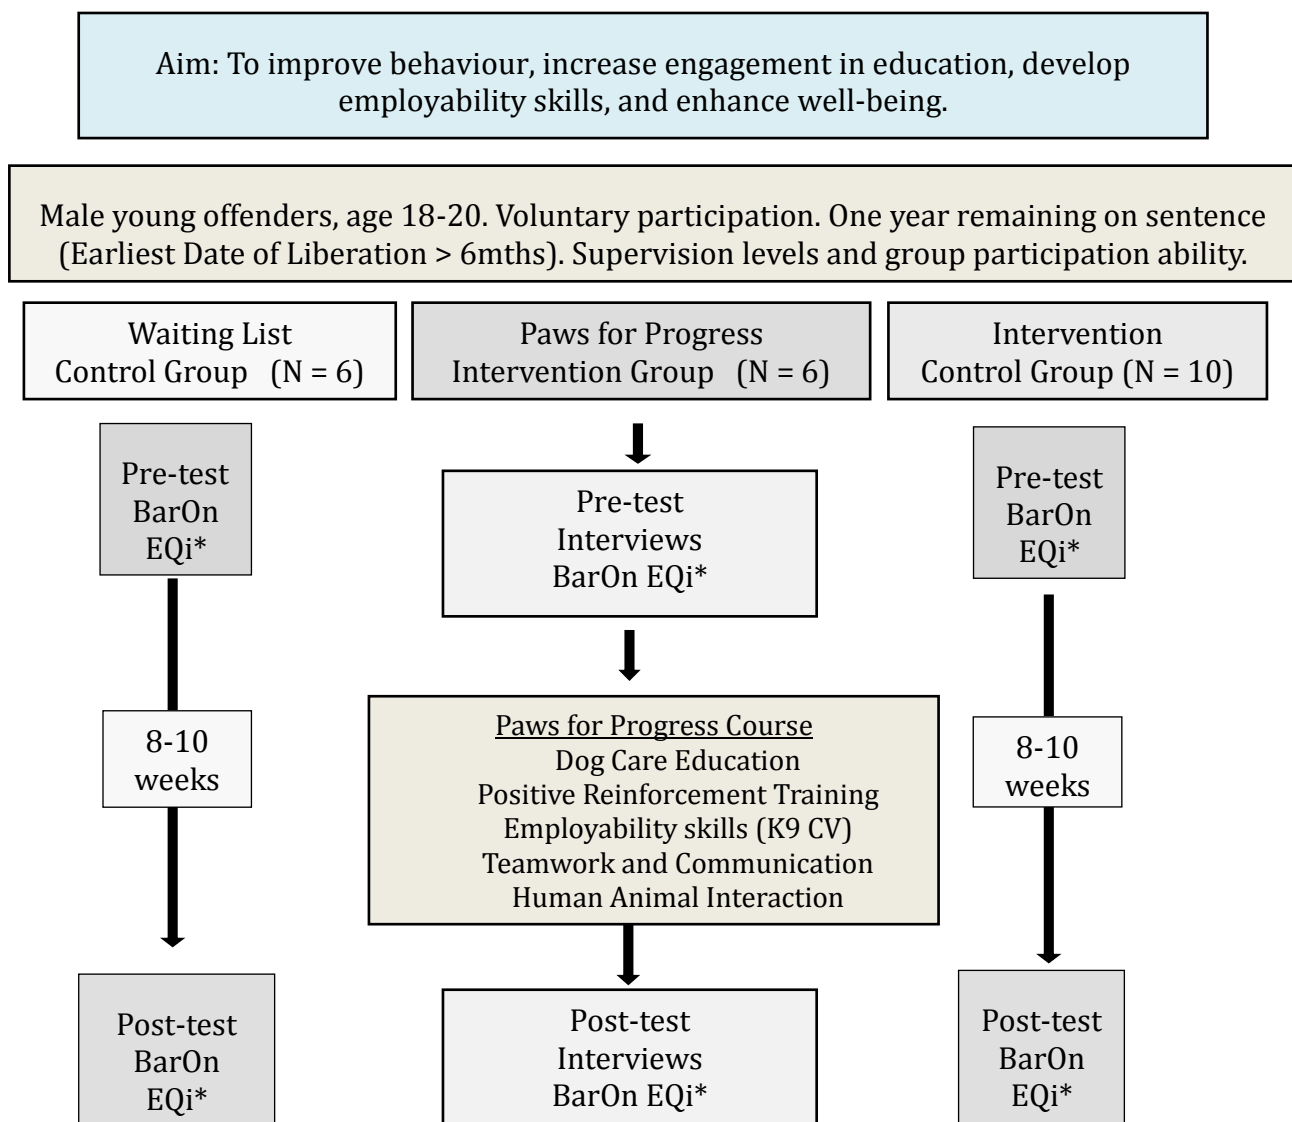 Aim: To improve behaviour, increase engagement in education, develop
employability skills, and enhance well-being.
Male young offenders, age 18-20. Voluntary participation. One year remaining on sentence
(Earliest Date of Liberation > 6mths). Supervision levels and group participation ability.
Waiting List
Control Group (N = 6)
Paws for Progress
Intervention Group (N = 6)
Intervention
Control Group (N = 10)
Pre-test
BarOn
EQi*
Pre-test
Interviews
BarOn EQi*
Pre-test
BarOn
EQi*
8-10
weeks
Paws for Progress Course
Dog Care Education
Positive Reinforcement Training
Employability skills (K9 CV)
Teamwork and Communication
Human Animal Interaction
8-10
weeks
Post-test
BarOn
EQi*
Post-test
Interviews
BarOn EQi*
Post-test
BarOn
EQi*